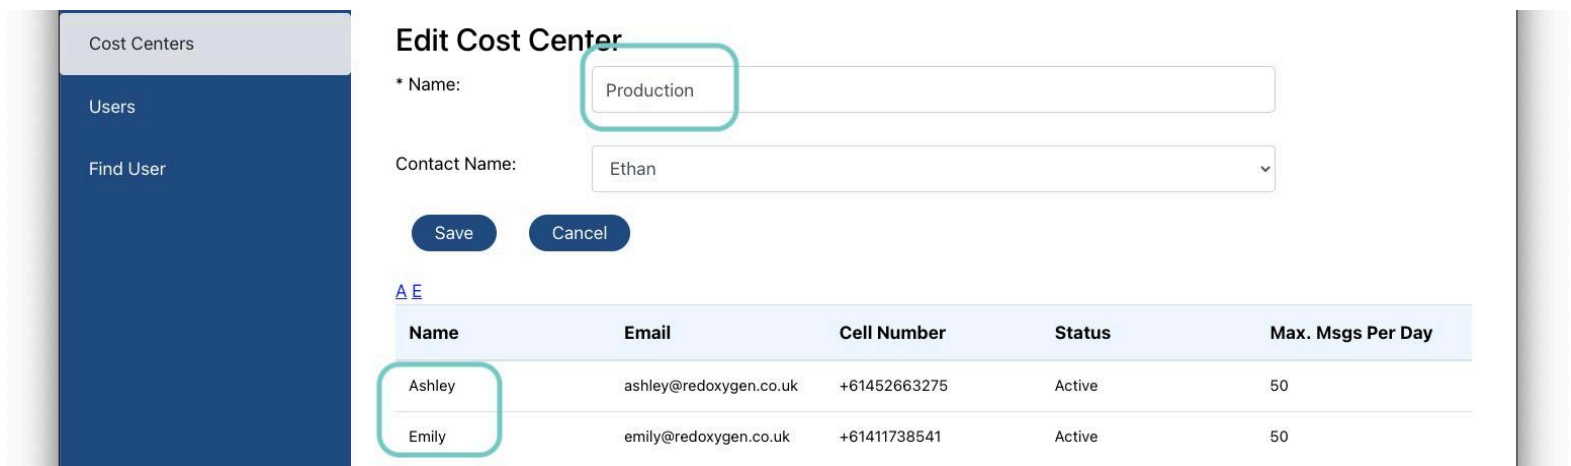 Cost Centers
Users
Find User
Edit Cost Center
* Name:
Production
Contact Name:
Ethan
Save Cancel
A E
Name Email Cell Number Status Max. Msgs Per Day
Ashley ashley@redoxygen.co.uk +61452663275 Active 50
Emily emily@redoxygen.co.uk +61411738541 Active 50